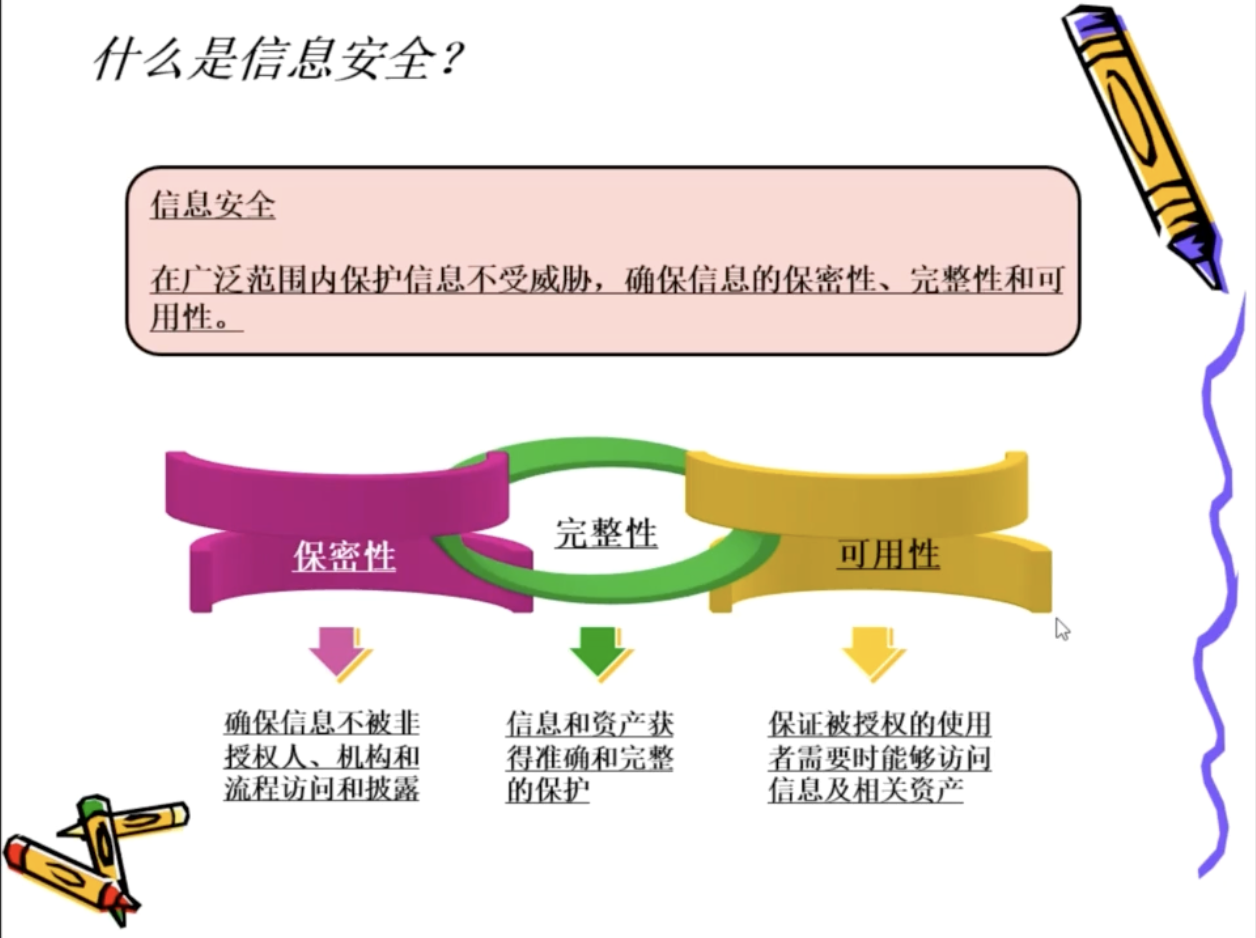 什么是信息安全？
信息安全
在广泛范围内保护信息不受威胁，确保信息的保密性、完整性和可
用性。
保密性
完整性
可用性
确保信息不被非
授权人、机构和
流程访问和披露
信息和资产获
得准确和完整
的保护
保证被授权的使用
者需要时能够访问
信息及相关资产